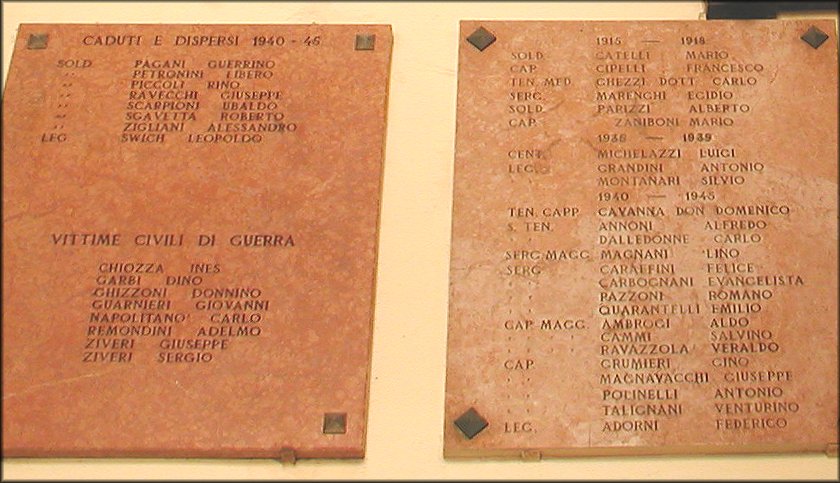 CADUTI E DISPERSI 1940 - 45
SOLD. PAGANI GUERRINO
" PETRONINI LIBERO
" PICCOLI RINO
" RAVECCHI GIUSEPPE
" SCARPIONI UBALDO
" SGAVETTA ROBERTO
" ZIGLIANI ALESSANDRO
LEG. SWICH LEOPOLDO
VITTIME CIVILI DI GUERRA
CHIOZZA INES
GARBI DINO
GHIZZONI DONNINO
GUARNIERI GIOVANNI
NAPOLITANO' CARLO
REMONDINI ADELMO
ZIVERI GIUSEPPE
ZIVERI SERGIO
1915 — 1918
SOLD. CATELLI MARIO
CAP. CIPELLI FRANCESCO
TEN. MED. GHEZZI DOTT. CARLO
SERG. MARENGHI EGIDIO
SOLD. PARIZZI ALBERTO
CAP. ZANIBONI MARIO
1936 — 1939
CENT. MICHELAZZI LUIGI
LEG. GRANDINI ANTONIO
" MONTANARI SILVIO
1940 — 1945
TEN. CAPP. CAVANNA DON DOMENICO
S. TEN. ANNONI ALFREDO
" " DALLEDONNE CARLO
SERG. MAGG. MAGNANI LINO
SERG. CARAFFINI FELICE
" CARBOGNANI EVANGELISTA
" PAZZONI ROMANO
" QUARANTELLI EMILIO
CAP. MAGG. AMBROGI ALDO
" " CAMMI SALVINO
" " RAVAZZOLA VERALDO
CAP. GRUMIERI GINO
" MAGNAVACCHI GIUSEPPE
" POLINELLI ANTONIO
" TALIGNANI VENTURINO
LEG. ADORNI FEDERICO